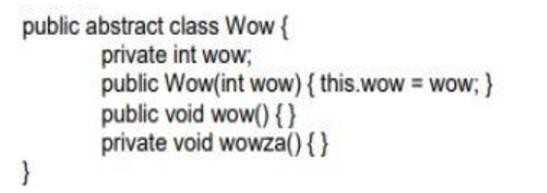 public abstract class Wow {
private int wow;
public Wow(int wow) { this.wow = wow; }
public void wow() { }
private void wowza() { }
}